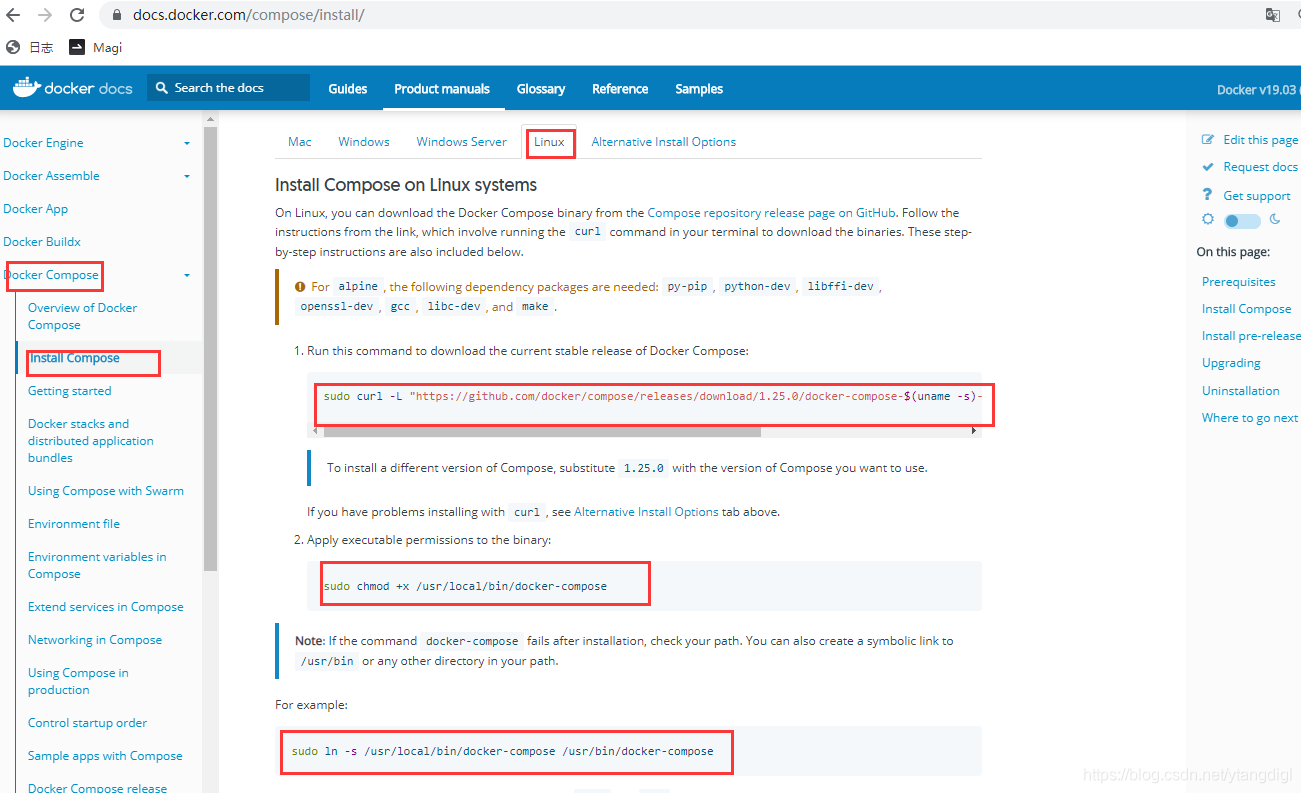 docs.docker.com/compose/install/
日志 Magi
docker docs Search the docs Guides Product manuals Glossary Reference Samples Docker v19.03
Docker Engine
Docker Assemble
Docker App
Docker Buildx
Docker Compose
Overview of Docker
Compose
Install Compose
Getting started
Docker stacks and
distributed application
bundles
Using Compose with Swarm
Environment file
Environment variables in
Compose
Extend services in Compose
Networking in Compose
Using Compose in
production
Control startup order
Sample apps with Compose
Docker Compose release
Mac Windows Windows Server Linux Alternative Install Options
Install Compose on Linux systems
On Linux, you can download the Docker Compose binary from the Compose repository release page on GitHub. Follow the
instructions from the link, which involve running the curl command in your terminal to download the binaries. These step-
by-step instructions are also included below.
For alpine , the following dependency packages are needed: py-pip , python-dev , libffi-dev ,
openssl-dev , gcc , libc-dev , and make .
1. Run this command to download the current stable release of Docker Compose:
sudo curl -L "https://github.com/docker/compose/releases/download/1.25.0/docker-compose-$(uname -s)-
To install a different version of Compose, substitute 1.25.0 with the version of Compose you want to use.
If you have problems installing with curl , see Alternative Install Options tab above.
2. Apply executable permissions to the binary:
sudo chmod +x /usr/local/bin/docker-compose
Note: If the command docker-compose fails after installation, check your path. You can also create a symbolic link to
/usr/bin or any other directory in your path.
For example:
sudo ln -s /usr/local/bin/docker-compose /usr/bin/docker-compose
Edit this page
Request docs
Get support
On this page:
Prerequisites
Install Compose
Install pre-release
Upgrading
Uninstallation
Where to go next
https://blog.csdn.net/ytangdigl